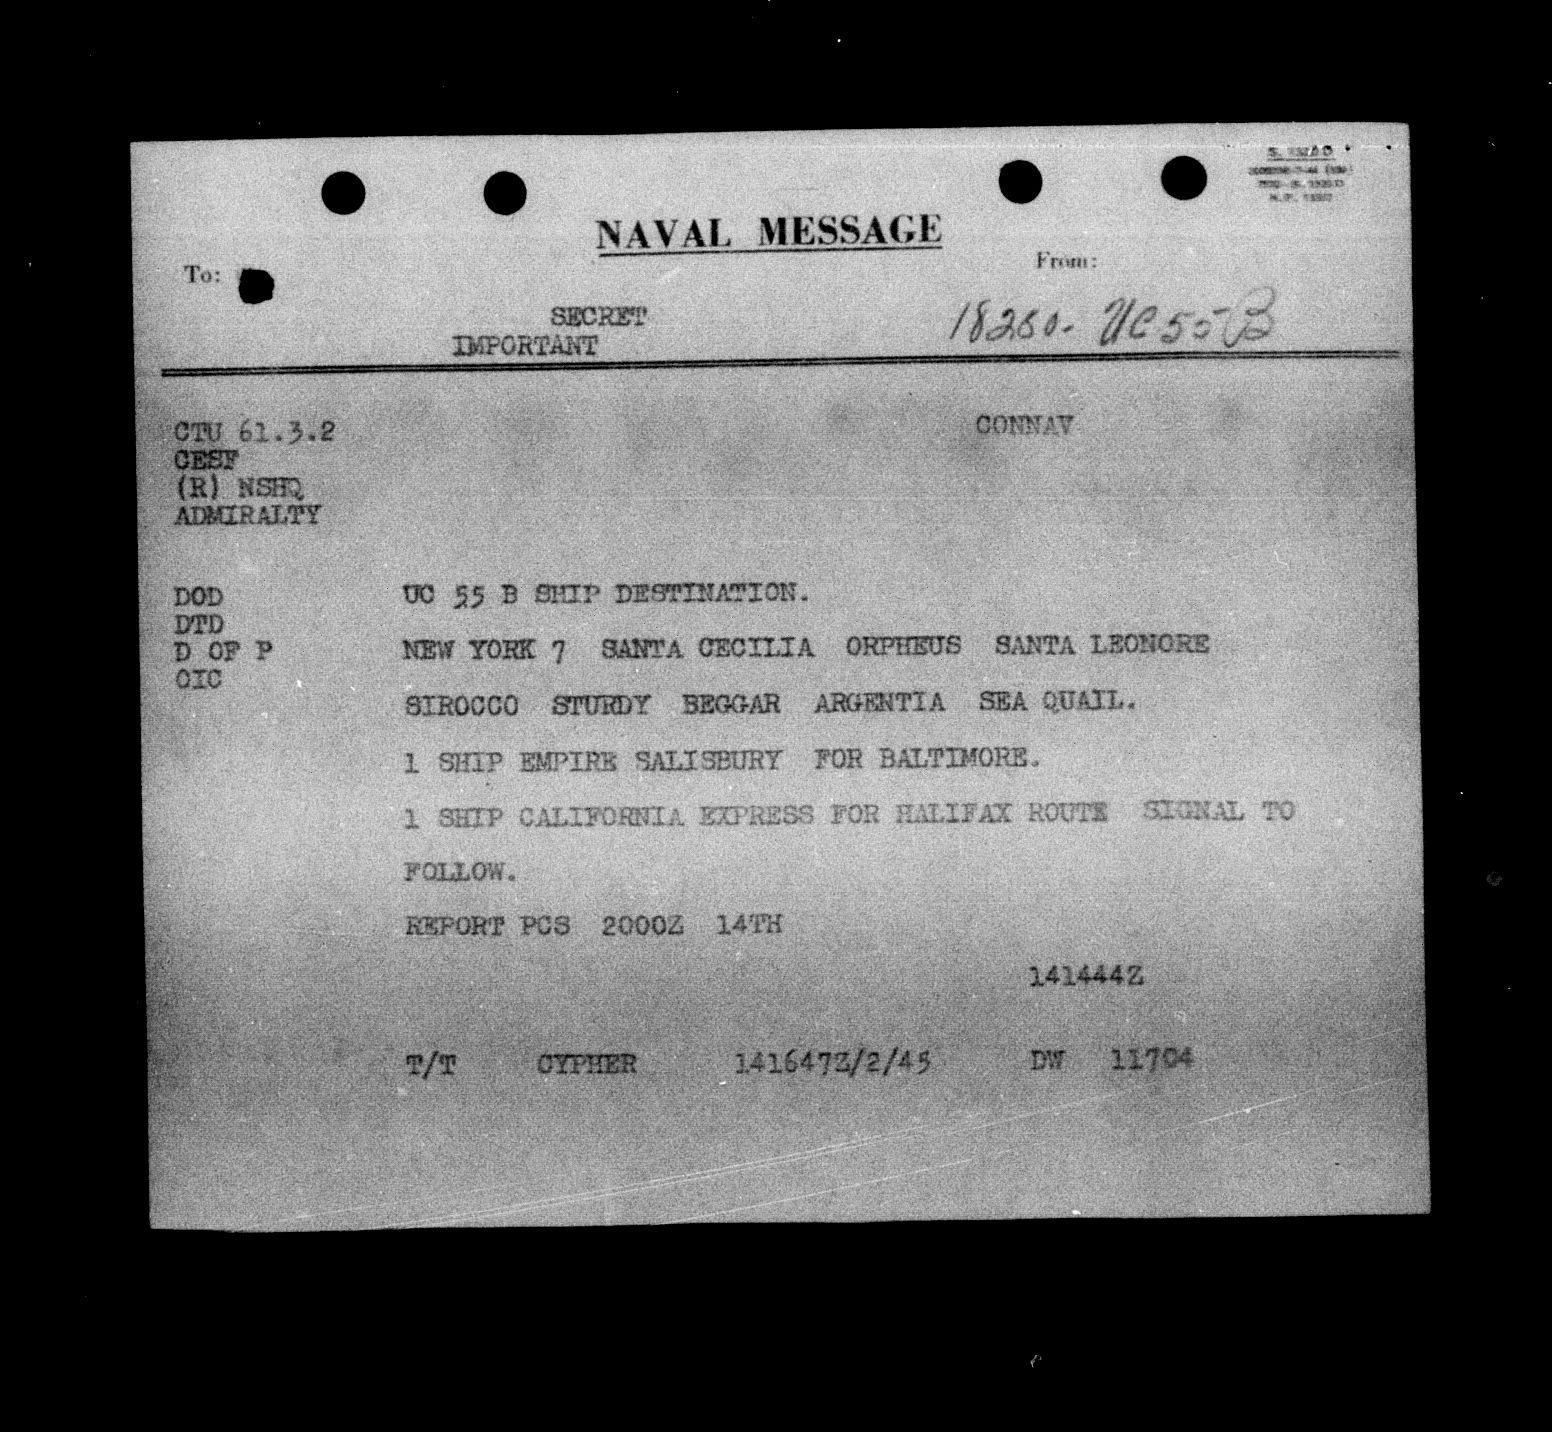 NAVAL MESSAGE
To:
From:
SECRET
IMPORTANT
18250- UC 55 B
CTU 61.3.2
CONNAV
CESF
(R) NSHQ
ADMIRALTY
DOD
DTD
D OF P
OIC
UC 55 B SHIP DESTINATION.
NEW YORK 7 SANTA CECILIA ORPHEUS SANTA LEONORE
SIROCCO STURDY BEGGAR ARGENTIA SEA QUAIL.
1 SHIP EMPIRE SALISBURY FOR BALTIMORE.
1 SHIP CALIFORNIA EXPRESS FOR HALIFAX ROUTE SIGNAL TO
FOLLOW.
REPORT PCS 2000Z 14TH
141444Z
T/T CYPHER 141647Z/2/45 DW 11704